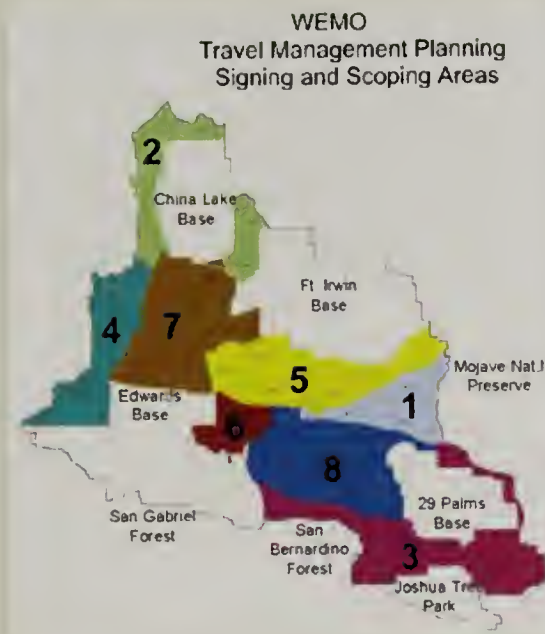 WEMO
Travel Management Planning
Signing and Scoping Areas
2
China Lake
Base
Ft. Irwin
Base
4
7
5
Mojave Nat.l
Preserve
1
Edwards
Base
6
8
29 Palms
Base
San Gabriel
Forest
San
Bernardino
Forest
3
Joshua Tree
Park